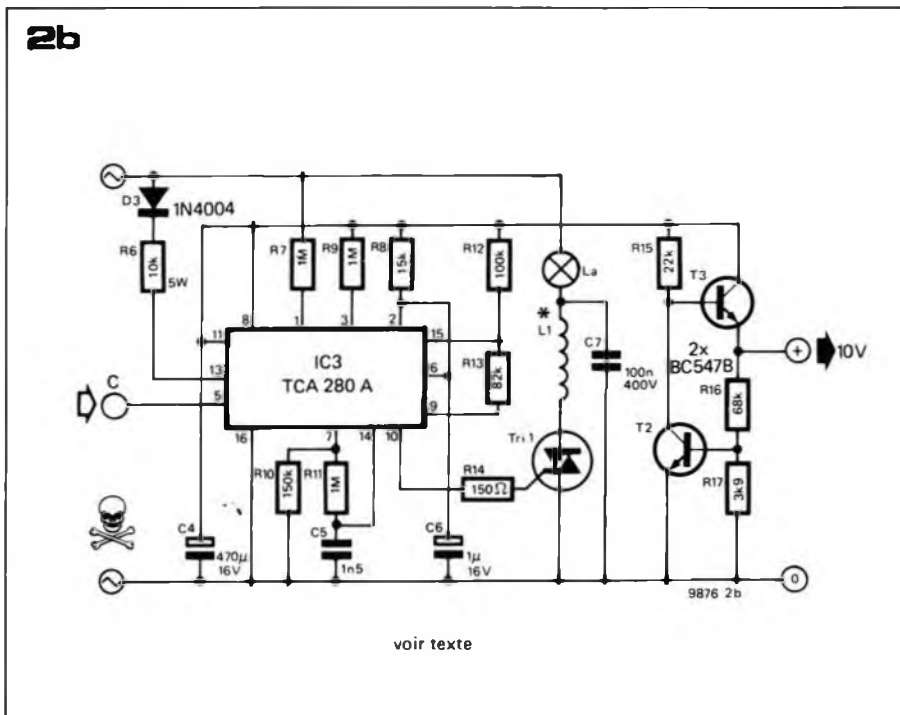 2b
D3
1N4004
R6
10k
5W
R7
1M
R9
1M
R8
15k
R12
100k
R15
22k
T3
La
*
L1
C7
100n
400V
2x
BC547B
+
10V
R16
68k
8
1
3
2
11
15
13
6
5
9
16
7
14
10
IC3
TCA 280 A
C
R13
82k
Tri.1
T2
R17
3k9
R10
150k
R11
1M
R14
150Ω
C4
470µ
16V
C5
1n5
C6
1µ
16V
0
9876 2b
voir texte